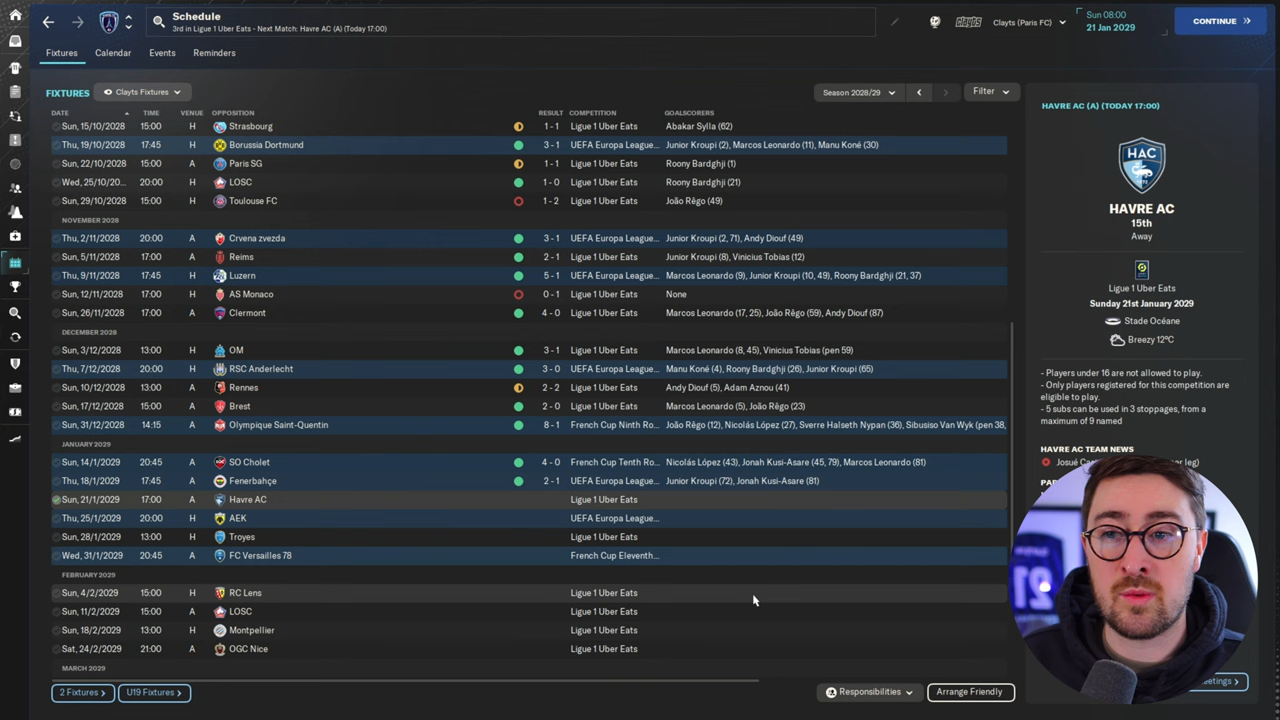 Schedule
3rd in Ligue 1 Uber Eats - Next Match: Havre AC (A) (Today 17:00)
CLAYTS
Clayts (Paris FC)
Sun 08:00
21 Jan 2029
CONTINUE
Fixtures Calendar Events Reminders
FIXTURES Clayts Fixtures Season 2028/29 Filter
DATE TIME VENUE OPPOSITION RESULT COMPETITION GOALSCORERS
Sun, 15/10/2028 15:00 H Strasbourg 1 - 1 Ligue 1 Uber Eats Abakar Sylla (62)
Thu, 19/10/2028 17:45 H Borussia Dortmund 3 - 1 UEFA Europa League... Junior Kroupi (2), Marcos Leonardo (11), Manu Koné (30)
Sun, 22/10/2028 15:00 A Paris SG 1 - 1 Ligue 1 Uber Eats Roony Bardghji (1)
Wed, 25/10/20... 20:00 H LOSC 1 - 0 Ligue 1 Uber Eats Roony Bardghji (21)
Sun, 29/10/2028 15:00 H Toulouse FC 1 - 2 Ligue 1 Uber Eats João Rêgo (49)
NOVEMBER 2028
Thu, 2/11/2028 20:00 A Crvena zvezda 3 - 1 UEFA Europa League... Junior Kroupi (2, 71), Andy Diouf (49)
Sun, 5/11/2028 17:00 A Reims 2 - 1 Ligue 1 Uber Eats Junior Kroupi (8), Vinicius Tobias (12)
Thu, 9/11/2028 17:45 H Luzern 5 - 1 UEFA Europa League... Marcos Leonardo (9), Junior Kroupi (10, 49), Roony Bardghji (21, 37)
Sun, 12/11/2028 17:00 H AS Monaco 0 - 1 Ligue 1 Uber Eats None
Sun, 26/11/2028 17:00 A Clermont 4 - 0 Ligue 1 Uber Eats Marcos Leonardo (17, 25), João Rêgo (59), Andy Diouf (87)
DECEMBER 2028
Sun, 3/12/2028 13:00 H OM 3 - 1 Ligue 1 Uber Eats Marcos Leonardo (8, 45), Vinicius Tobias (pen 59)
Thu, 7/12/2028 20:00 H RSC Anderlecht 3 - 0 UEFA Europa League... Manu Koné (4), Roony Bardghji (26), Junior Kroupi (65)
Sun, 10/12/2028 13:00 A Rennes 2 - 2 Ligue 1 Uber Eats Andy Diouf (5), Adam Aznou (41)
Sun, 17/12/2028 15:00 A Brest 2 - 0 Ligue 1 Uber Eats Marcos Leonardo (5), João Rêgo (23)
Sun, 31/12/2028 14:15 A Olympique Saint-Quentin 8 - 1 French Cup Ninth Ro... João Rêgo (12), Nicolás López (27), Sverre Halseth Nypan (36), Sibusiso Van Wyk (pen 38,
JANUARY 2029
Sun, 14/1/2029 20:45 A SO Cholet 4 - 0 French Cup Tenth Ro... Nicolás López (43), Jonah Kusi-Asare (45, 79), Marcos Leonardo (81)
Thu, 18/1/2029 17:45 A Fenerbahçe 2 - 1 UEFA Europa League... Junior Kroupi (72), Jonah Kusi-Asare (81)
Sun, 21/1/2029 17:00 A Havre AC Ligue 1 Uber Eats
Thu, 25/1/2029 20:00 H AEK UEFA Europa League...
Sun, 28/1/2029 13:00 H Troyes Ligue 1 Uber Eats
Wed, 31/1/2029 20:45 A FC Versailles 78 French Cup Eleventh...
FEBRUARY 2029
Sun, 4/2/2029 15:00 H RC Lens Ligue 1 Uber Eats
Sun, 11/2/2029 15:00 A LOSC Ligue 1 Uber Eats
Sun, 18/2/2029 13:00 H Montpellier Ligue 1 Uber Eats
Sat, 24/2/2029 21:00 A OGC Nice Ligue 1 Uber Eats
MARCH 2029
2 Fixtures > U19 Fixtures > Responsibilities Arrange Friendly
HAVRE AC (A) (TODAY 17:00)
HAC
HAVRE AC
15th
Away
Ligue 1 Uber Eats
Sunday 21st January 2029
Stade Océane
Breezy 12°C
- Players under 16 are not allowed to play.
- Only players registered for this competition are
eligible to play.
- 5 subs can be used in 3 stoppages, from a
maximum of 9 named
HAVRE AC TEAM NEWS
Josué
leg)
21